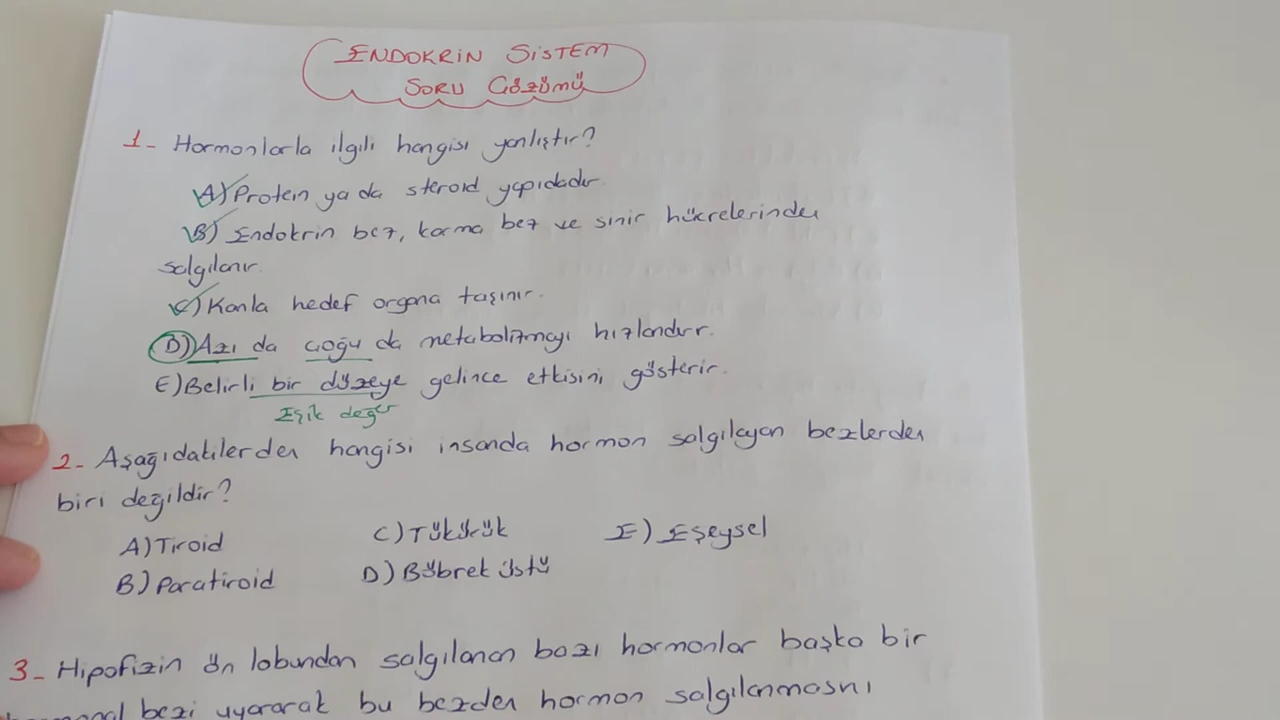 ENDOKRİN SİSTEM
SORU ÇÖZÜMÜ
1- Hormonlarla ilgili hangisi yanlıştır?
A) Protein ya da steroid yapıdadır.
B) Endokrin bez, karma bez ve sinir hücrelerinden
salgılanır.
C) Kanla hedef organa taşınır.
D) Azı da çoğu da metabolizmayı hızlandırır.
E) Belirli bir düzeye gelince etkisini gösterir.
Eşik değer
2- Aşağıdakilerden hangisi insanda hormon salgılayan bezlerden
biri değildir?
A) Tiroid C) Tükürük E) Eşeysel
B) Paratiroid D) Böbrek üstü
3- Hipofizin ön lobundan salgılanan bazı hormonlar başka bir
bezi uyararak bu bezden hormon salgılanmasını